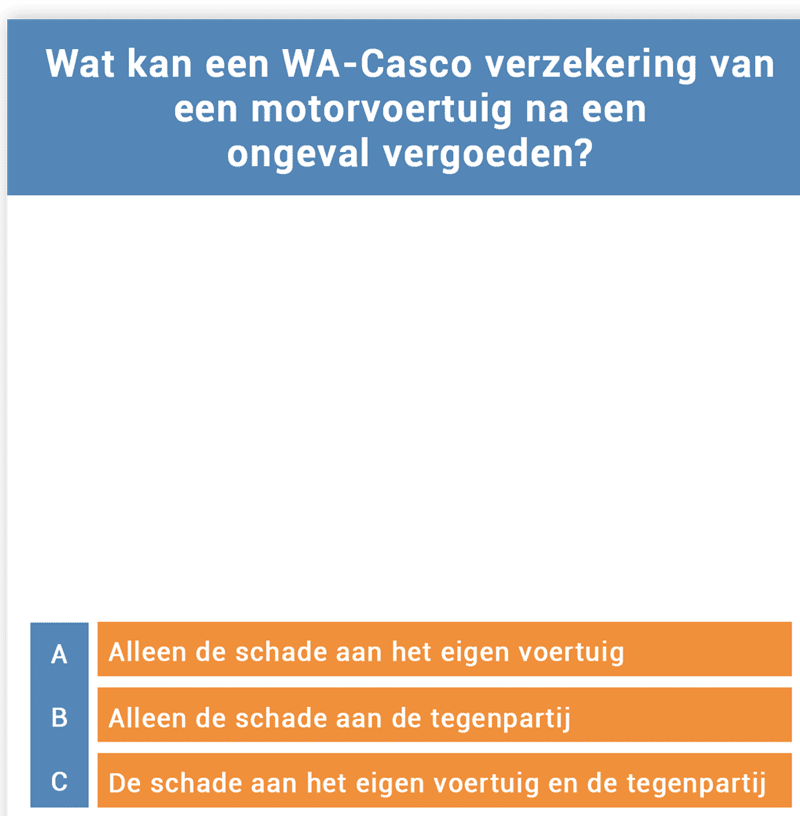 Wat kan een WA-Casco verzekering van
een motorvoertuig na een
ongeval vergoeden?
A Alleen de schade aan het eigen voertuig
B Alleen de schade aan de tegenpartij
C De schade aan het eigen voertuig en de tegenpartij